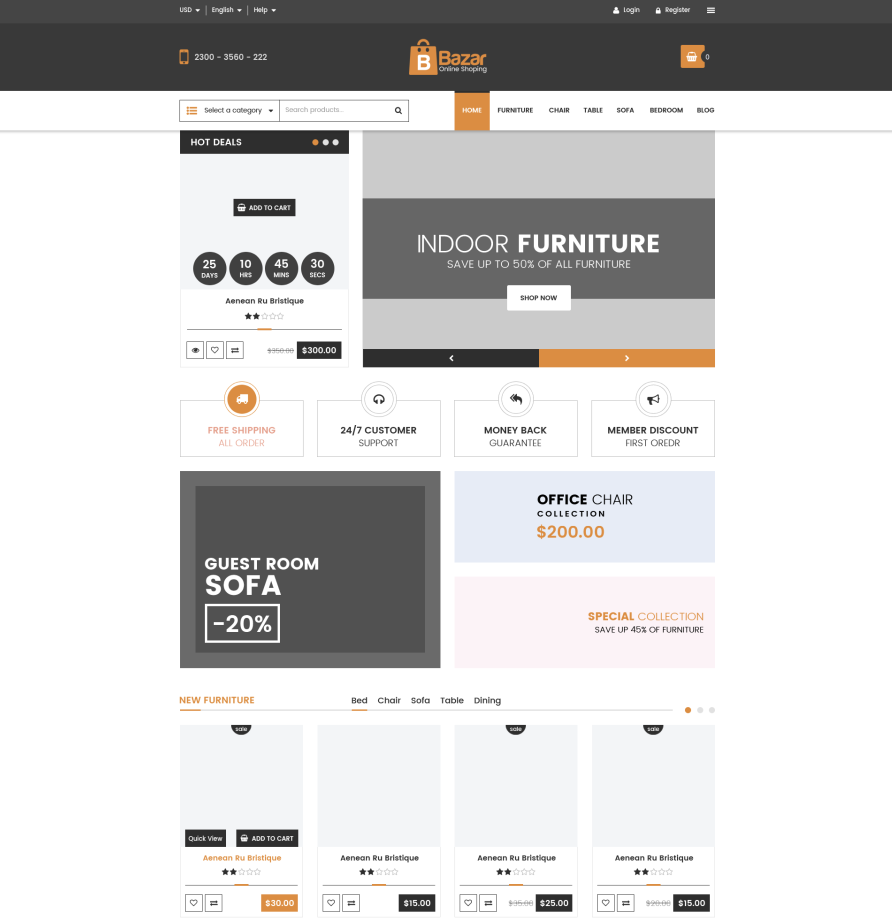 USD English Help Login Register
2300 - 3560 - 222
B Bazar
Online Shoping
0
Select a category Search products...
HOME FURNITURE CHAIR TABLE SOFA BEDROOM BLOG
HOT DEALS
ADD TO CART
25 10 45 30
DAYS HRS MINS SECS
Aenean Ru Bristique
$350.00 $300.00
INDOOR FURNITURE
SAVE UP TO 50% OF ALL FURNITURE
SHOP NOW
FREE SHIPPING
ALL ORDER
24/7 CUSTOMER
SUPPORT
MONEY BACK
GUARANTEE
MEMBER DISCOUNT
FIRST OREDR
GUEST ROOM
SOFA
-20%
OFFICE CHAIR
COLLECTION
$200.00
SPECIAL COLLECTION
SAVE UP 45% OF FURNITURE
NEW FURNITURE Bed Chair Sofa Table Dining
sale
Quick View ADD TO CART
Aenean Ru Bristique
$30.00
Aenean Ru Bristique
$15.00
sale
Aenean Ru Bristique
$35.00 $25.00
sale
Aenean Ru Bristique
$20.00 $15.00